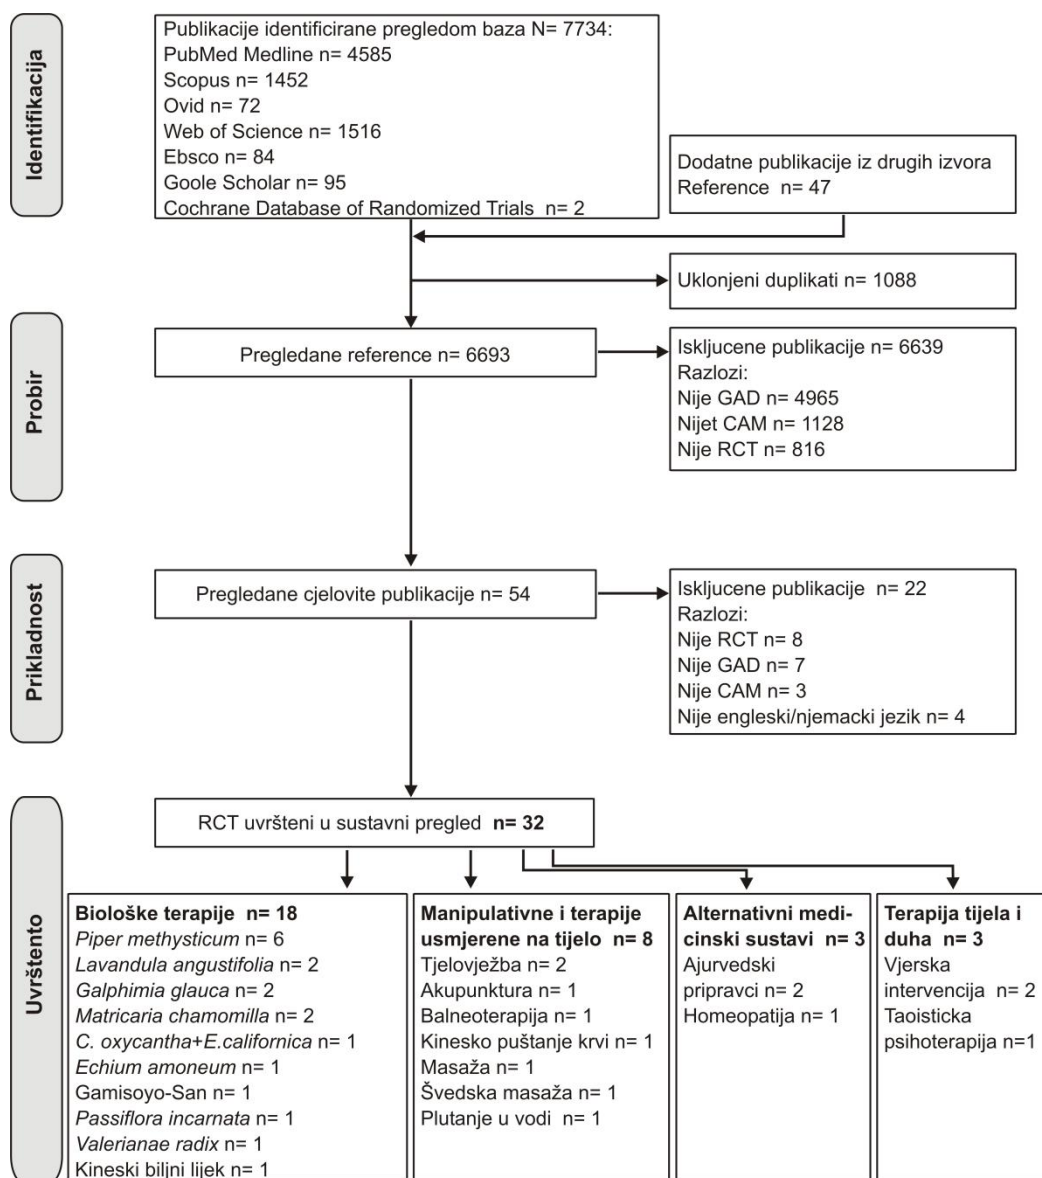 Identifikacija
Publikacije identificirane pregledom baza N= 7734:
PubMed Medline n= 4585
Scopus n= 1452
Ovid n= 72
Web of Science n= 1516
Ebsco n= 84
Goole Scholar n= 95
Cochrane Database of Randomized Trials n= 2
Dodatne publikacije iz drugih izvora
Reference n= 47
Uklonjeni duplikati n= 1088
Probir
Pregledane reference n= 6693
Iskljucene publikacije n= 6639
Razlozi:
Nije GAD n= 4965
Nijet CAM n= 1128
Nije RCT n= 816
Prikladnost
Pregledane cjelovite publikacije n= 54
Iskljucene publikacije n= 22
Razlozi:
Nije RCT n= 8
Nije GAD n= 7
Nije CAM n= 3
Nije engleski/njemacki jezik n= 4
Uvrštento
RCT uvršteni u sustavni pregled n= 32
Biološke terapije n= 18
Piper methysticum n= 6
Lavandula angustifolia n= 2
Galphimia glauca n= 2
Matricaria chamomilla n= 2
C. oxycantha+E.californica n= 1
Echium amoneum n= 1
Gamisoyo-San n= 1
Passiflora incarnata n= 1
Valerianae radix n= 1
Kineski biljni lijek n= 1
Manipulativne i terapije
usmjerene na tijelo n= 8
Tjelovježba n= 2
Akupunktura n= 1
Balneoterapija n= 1
Kinesko puštanje krvi n= 1
Masaža n= 1
Švedska masaža n= 1
Plutanje u vodi n= 1
Alternativni medi-
cinski sustavi n= 3
Ajurvedski
pripravci n= 2
Homeopatija n= 1
Terapija tijela i
duha n= 3
Vjerska
intervencija n= 2
Taoisticka
psihoterapija n=1